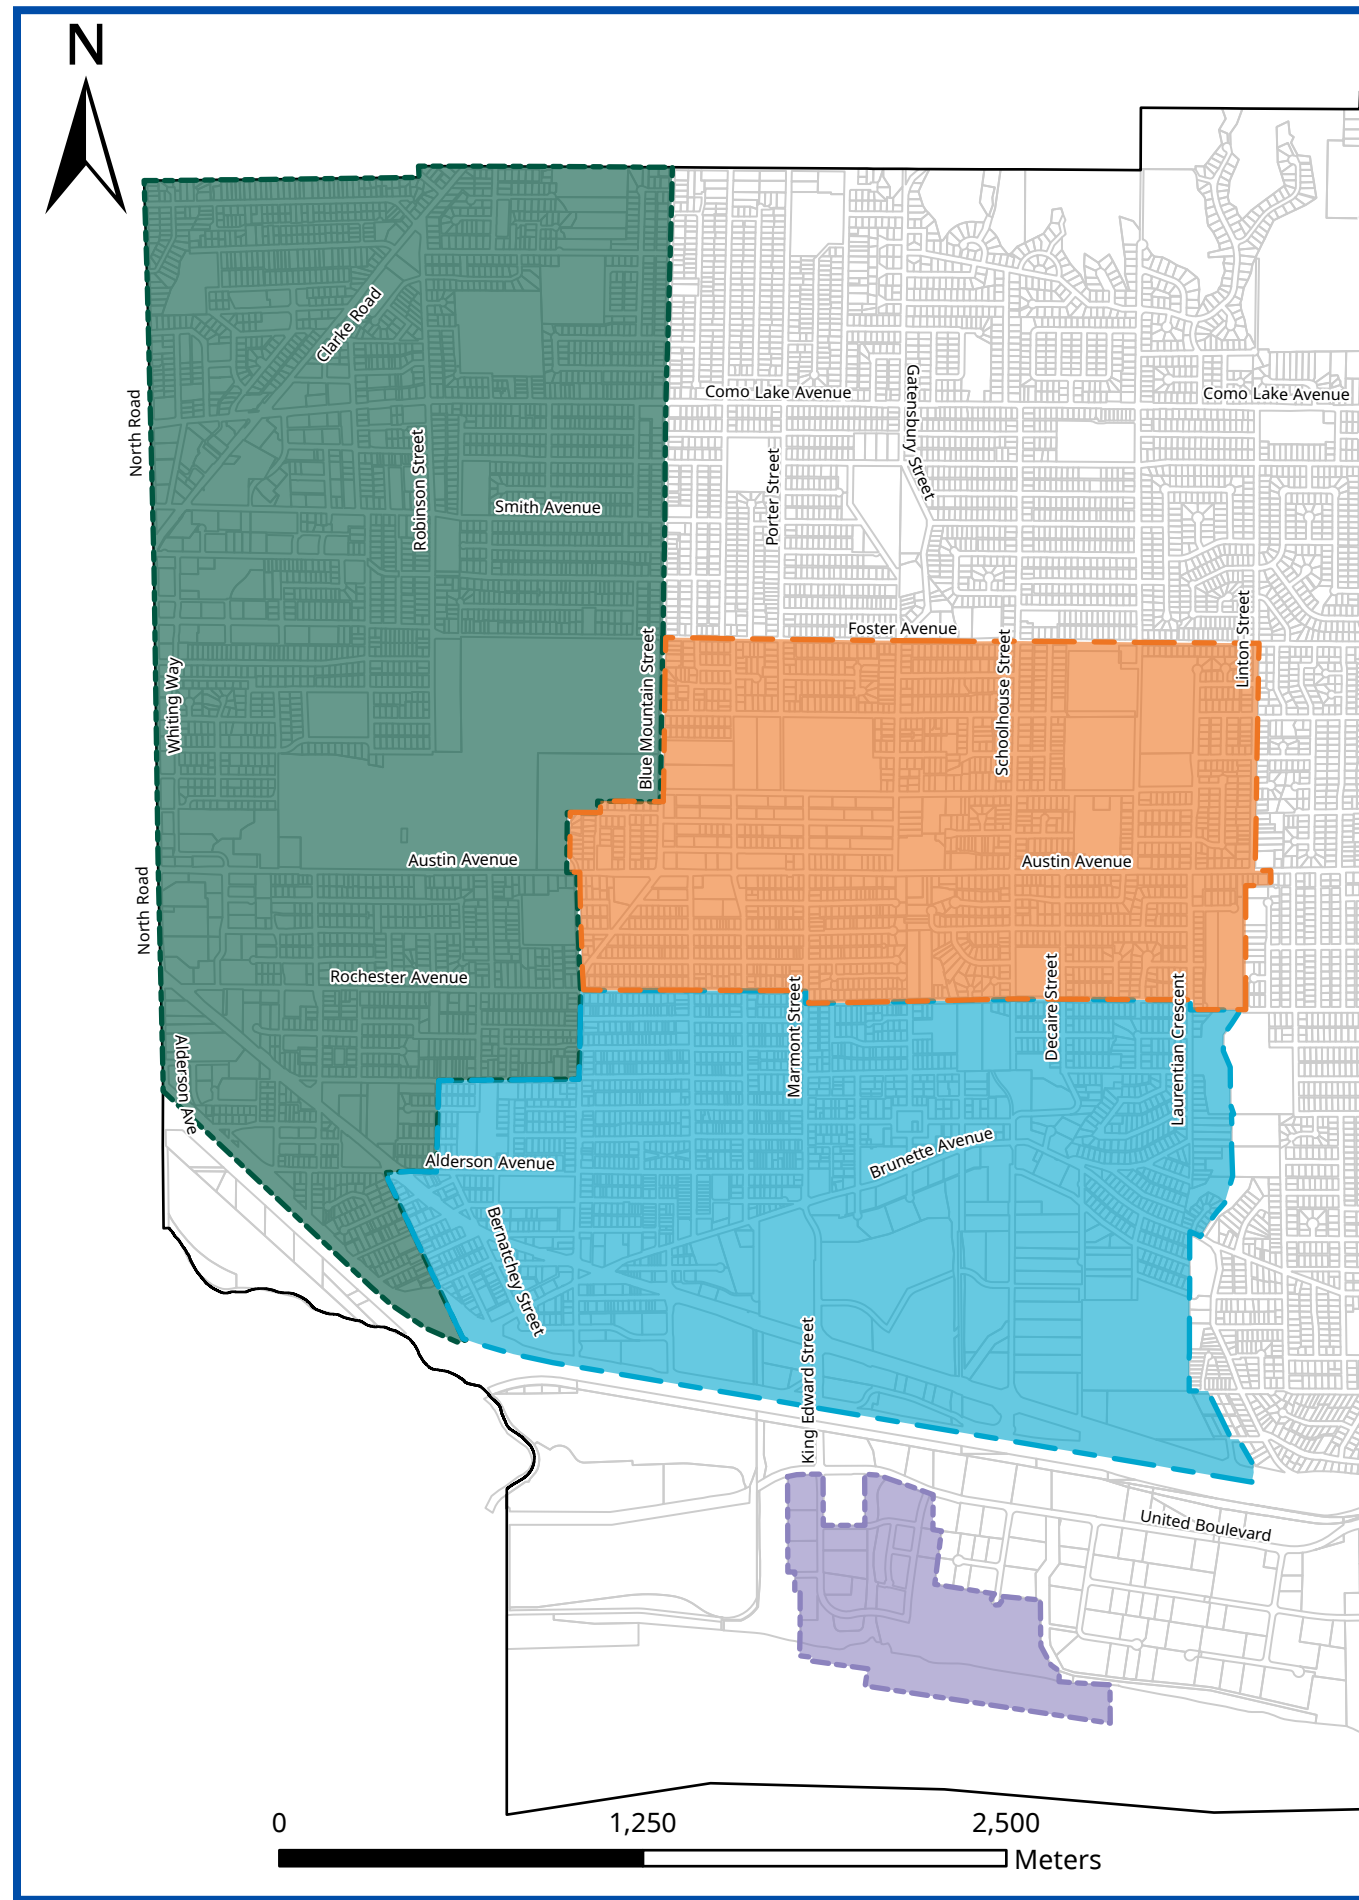 N
Clarke Road
North Road
Como Lake Avenue
Como Lake Avenue
Gatensbury Street
Robinson Street
Porter Street
Smith Avenue
Foster Avenue
Linton Street
Blue Mountain Street
Schoolhouse Street
Whiting Way
Austin Avenue
Austin Avenue
North Road
Rochester Avenue
Decaire Street
Marmont Street
Laurentian Crescent
Alderson Ave
Alderson Avenue
Brunette Avenue
Bernatchey Street
King Edward Street
United Boulevard
0 1,250 2,500
Meters